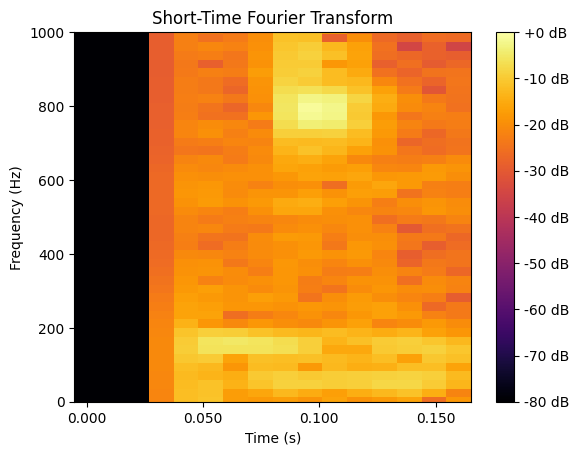 Short-Time Fourier Transform
1000
800
600
400
200
0
Frequency (Hz)
0.000
0.050
0.100
0.150
Time (s)
+0 dB
-10 dB
-20 dB
-30 dB
-40 dB
-50 dB
-60 dB
-70 dB
-80 dB